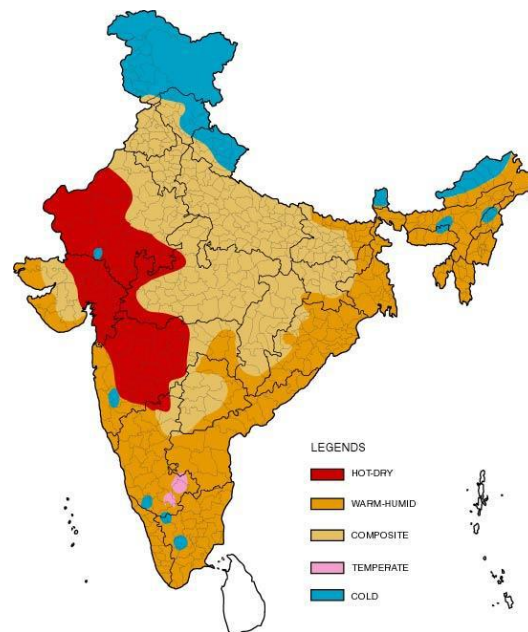 LEGENDS
HOT-DRY
WARM-HUMID
COMPOSITE
TEMPERATE
COLD